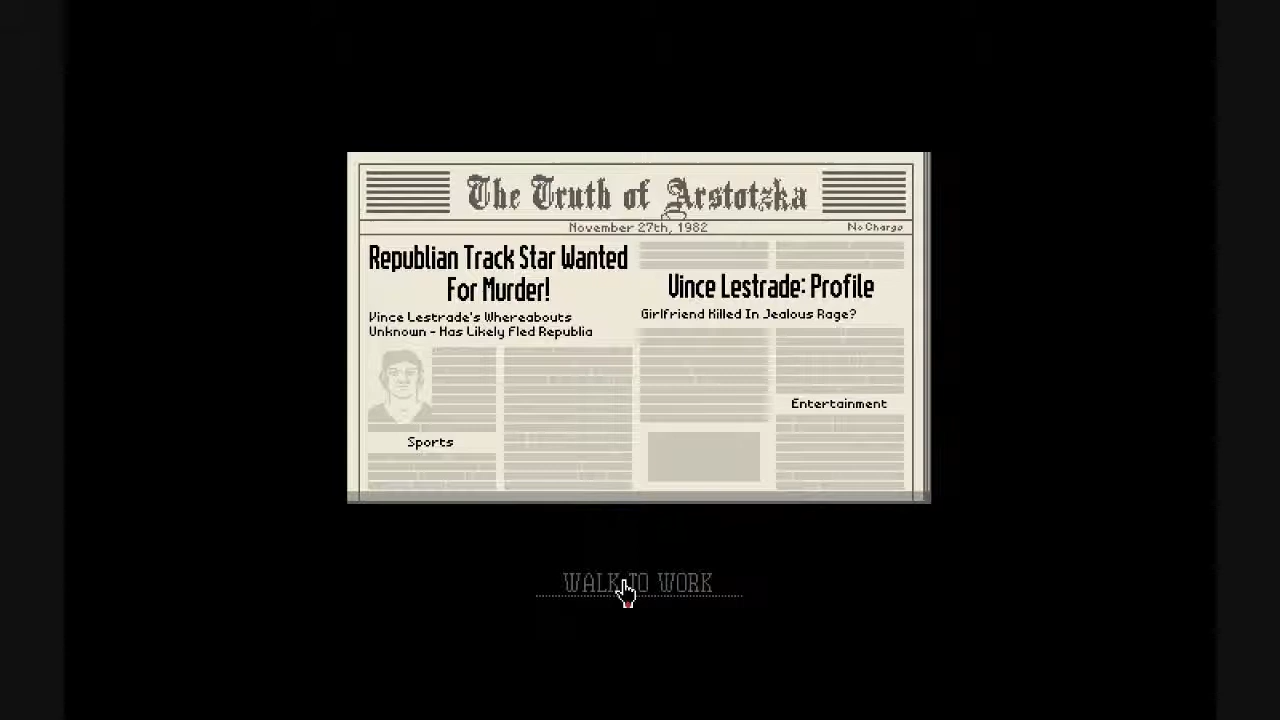 The Truth of Arstotzka
November 27th, 1982
No Charge
Republian Track Star Wanted
For Murder!
Vince Lestrade's Whereabouts
Unknown - Has Likely Fled Republia
Sports
Vince Lestrade: Profile
Girlfriend Killed In Jealous Rage?
Entertainment
WALK TO WORK